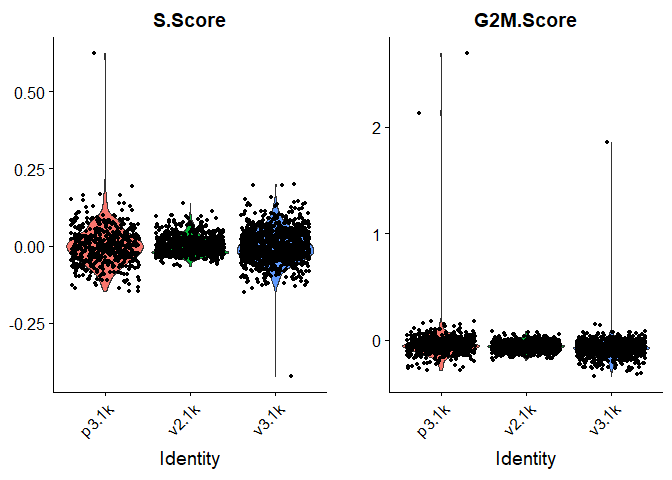 S.Score
0.50
0.25
0.00
-0.25
p3.1k
v2.1k
v3.1k
Identity
G2M.Score
2
1
0
p3.1k
v2.1k
v3.1k
Identity